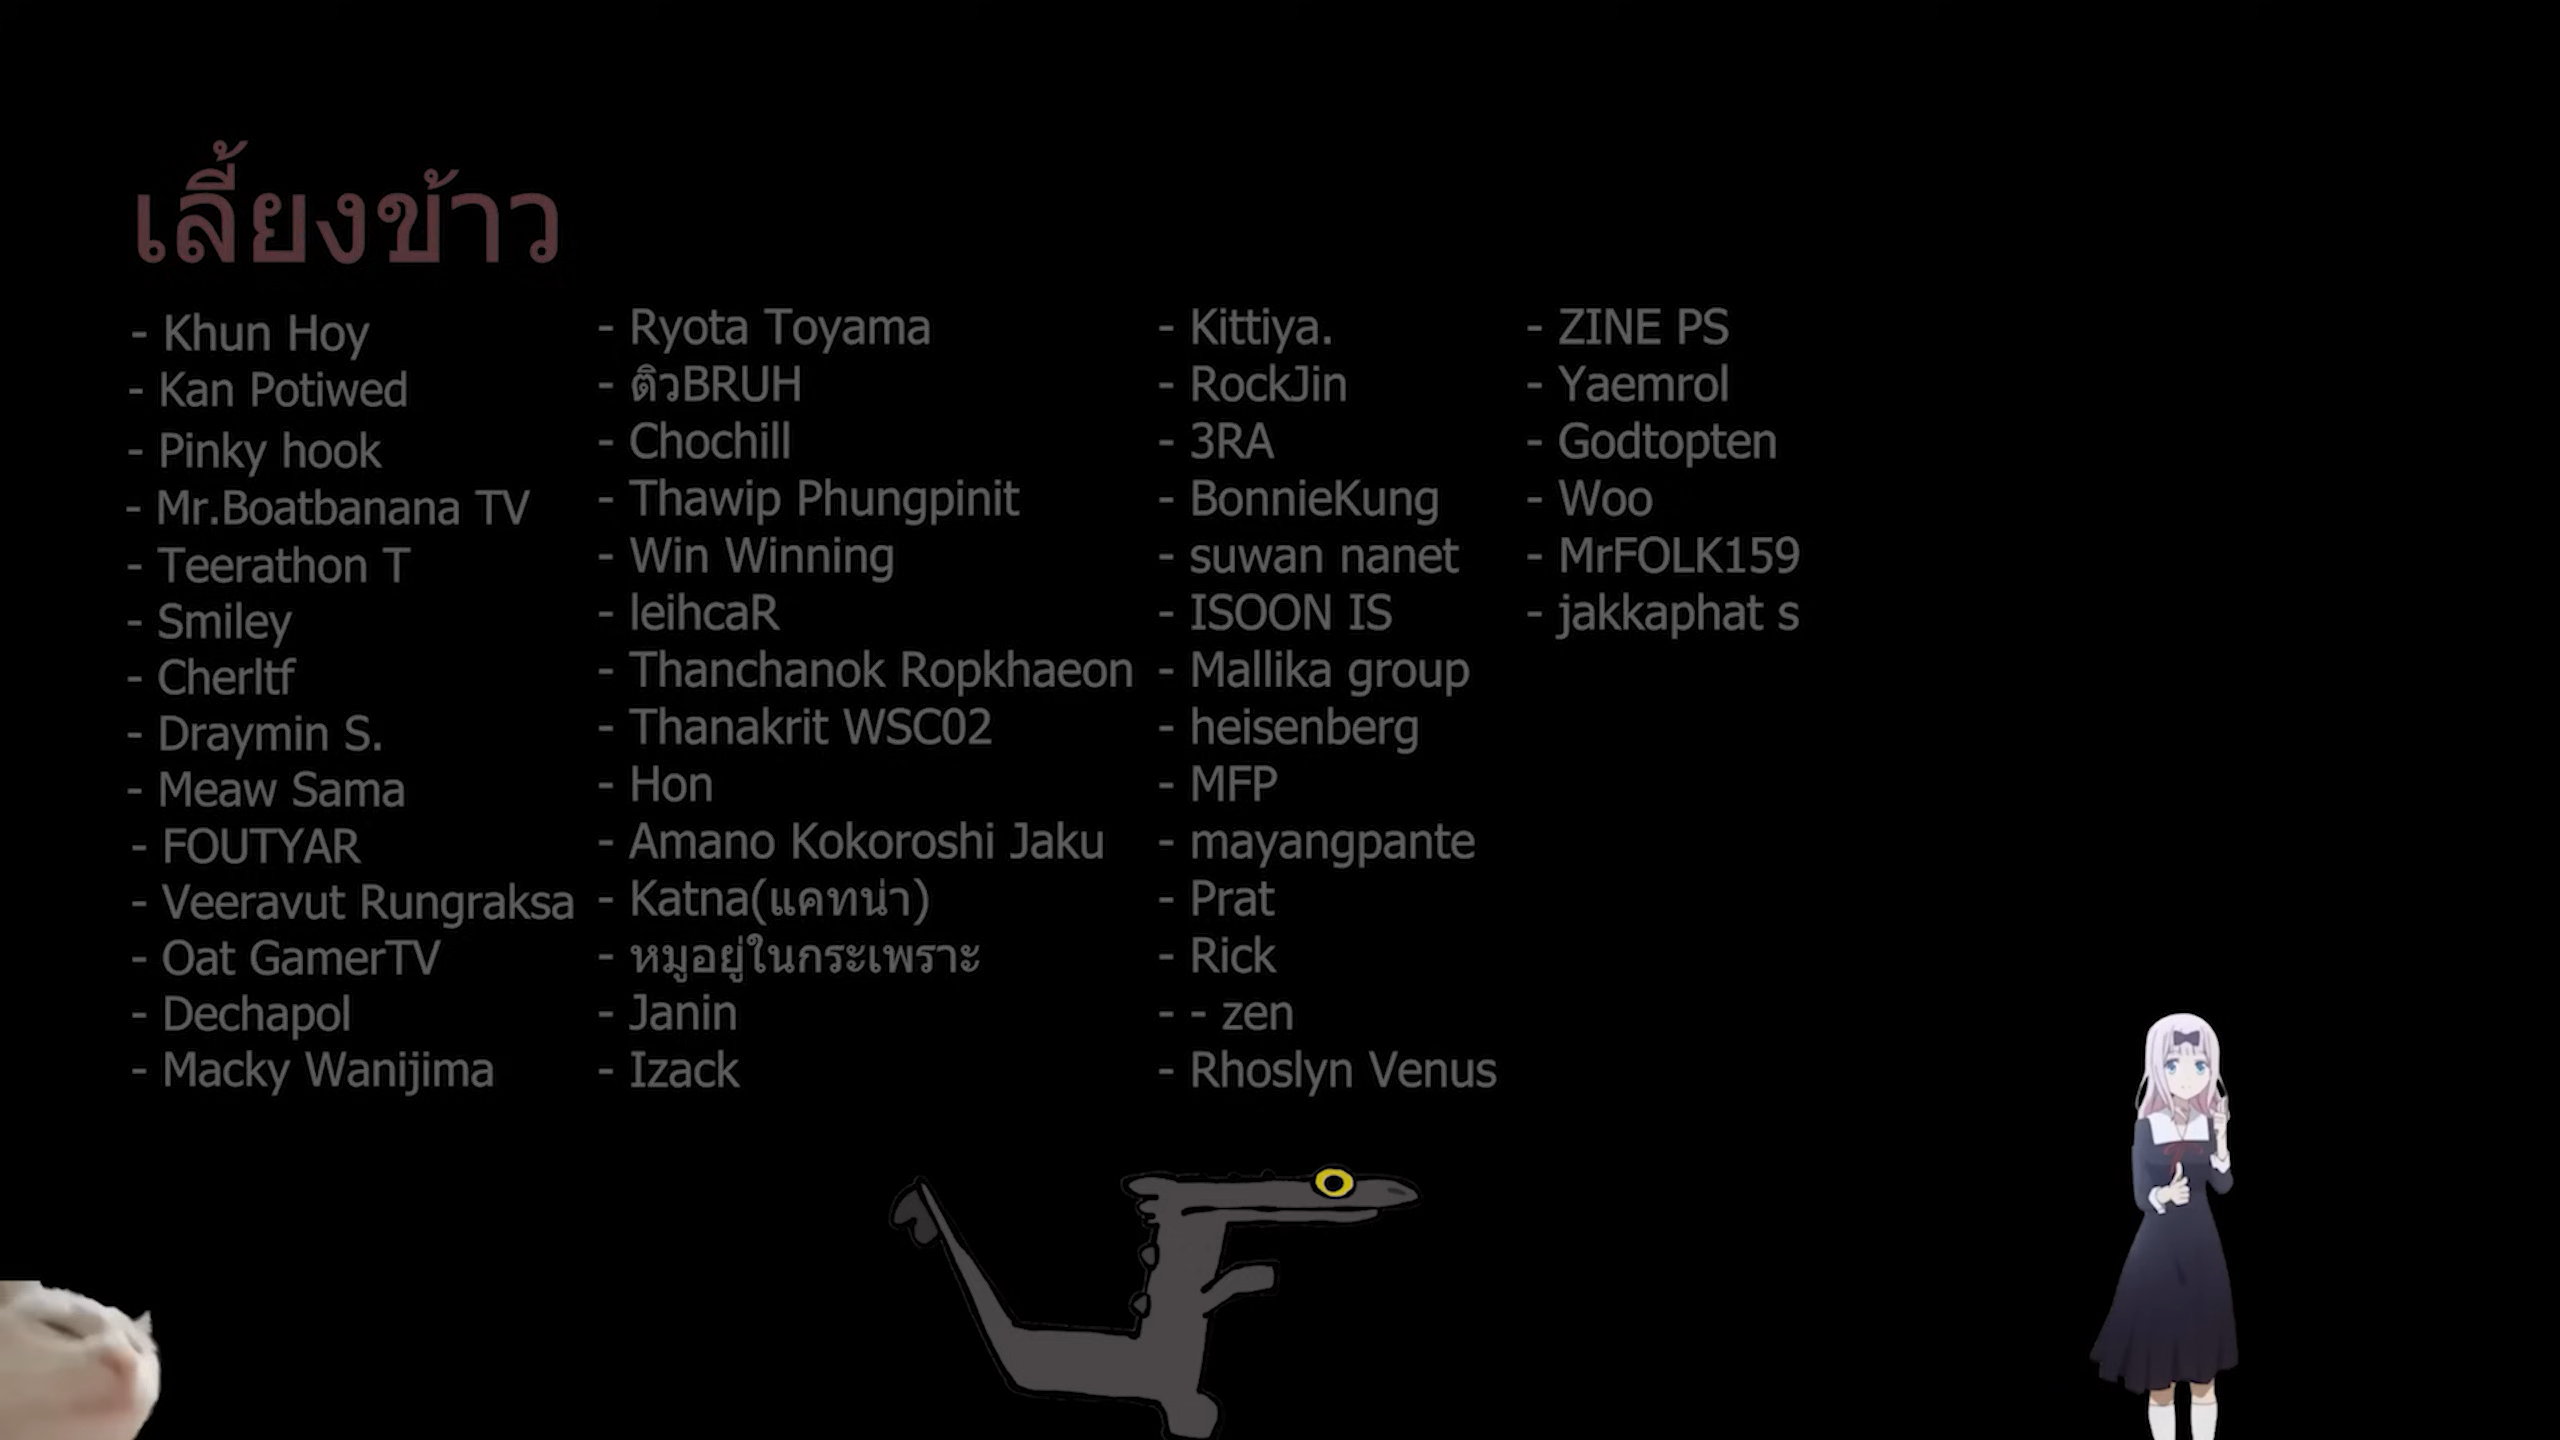 เลี้ยงข้าว
- Khun Hoy
- Kan Potiwed
- Pinky hook
- Mr.Boatbanana TV
- Teerathon T
- Smiley
- Cherltf
- Draymin S.
- Meaw Sama
- FOUTYAR
- Veeravut Rungraksa
- Oat GamerTV
- Dechapol
- Macky Wanijima
- Ryota Toyama
- ติวBRUH
- Chochill
- Thawip Phungpinit
- Win Winning
- leihcaR
- Thanchanok Ropkhaeon
- Thanakrit WSC02
- Hon
- Amano Kokoroshi Jaku
- Katna(แคทน่า)
- หมูอยู่ในกระเพราะ
- Janin
- Izack
- Kittiya.
- RockJin
- 3RA
- BonnieKung
- suwan nanet
- ISOON IS
- Mallika group
- heisenberg
- MFP
- mayangpante
- Prat
- Rick
- - zen
- Rhoslyn Venus
- ZINE PS
- Yaemrol
- Godtopten
- Woo
- MrFOLK159
- jakkaphat s